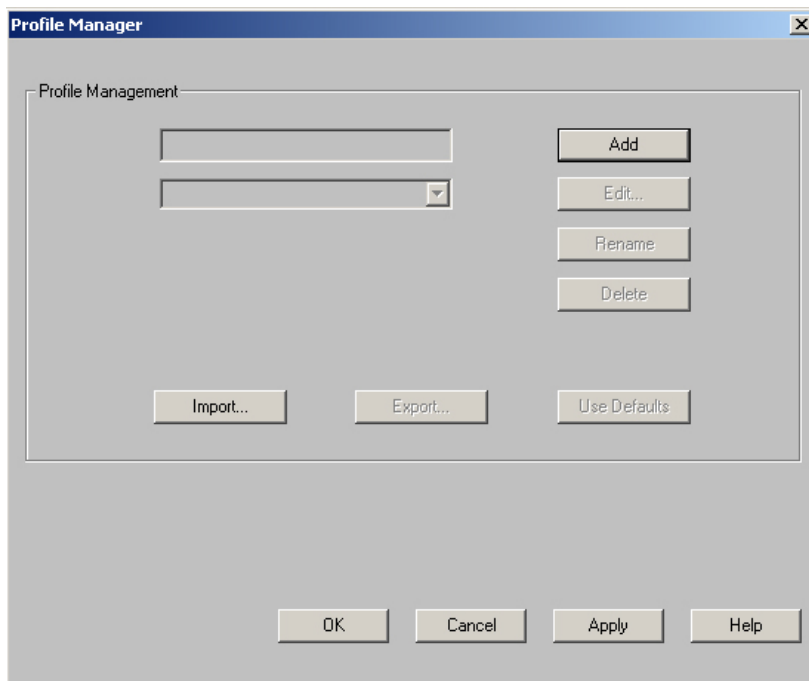 Profile Manager
Profile Management
Add
Edit...
Rename
Delete
Import...
Export...
Use Defaults
OK
Cancel
Apply
Help